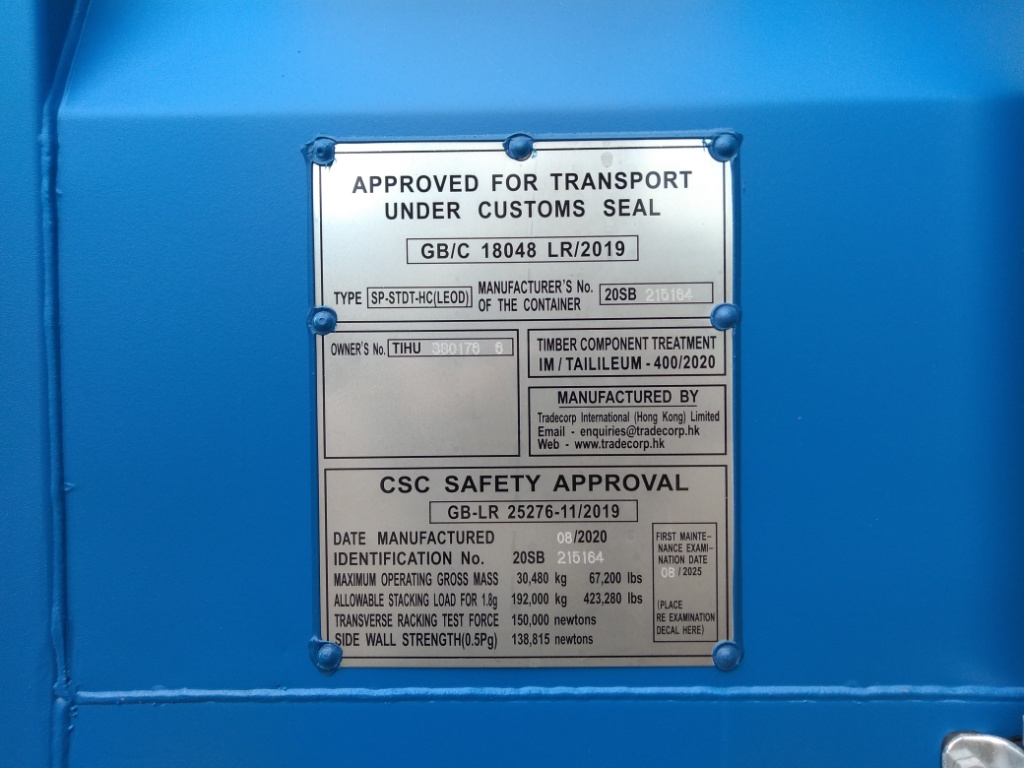 APPROVED FOR TRANSPORT
UNDER CUSTOMS SEAL
GB/C 18048 LR/2019
TYPE SP-STDT-HC(LEOD) MANUFACTURER'S No. OF THE CONTAINER 20SB 215164
OWNER'S No. TIHU 380176 6
TIMBER COMPONENT TREATMENT
IM / TAILILEUM - 400/2020
MANUFACTURED BY
Tradecorp International (Hong Kong) Limited
Email - enquiries@tradecorp.hk
Web - www.tradecorp.hk
CSC SAFETY APPROVAL
GB-LR 25276-11/2019
DATE MANUFACTURED 08/2020
IDENTIFICATION No. 20SB 215164
MAXIMUM OPERATING GROSS MASS 30,480 kg 67,200 lbs
ALLOWABLE STACKING LOAD FOR 1.8g 192,000 kg 423,280 lbs
TRANSVERSE RACKING TEST FORCE 150,000 newtons
SIDE WALL STRENGTH(0.5Pg) 138,815 newtons
FIRST MAINTE-
NANCE EXAMI-
NATION DATE
08 / 2025
(PLACE
RE EXAMINATION
DECAL HERE)